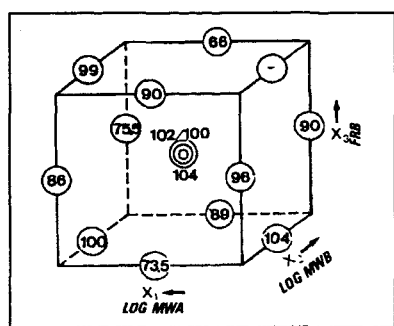 66
99
-
90
75.5
102/100
104
90
X₃ FRB
86
96
89
100
104
73.5
X₂
LOG MWB
X₁
LOG MWA